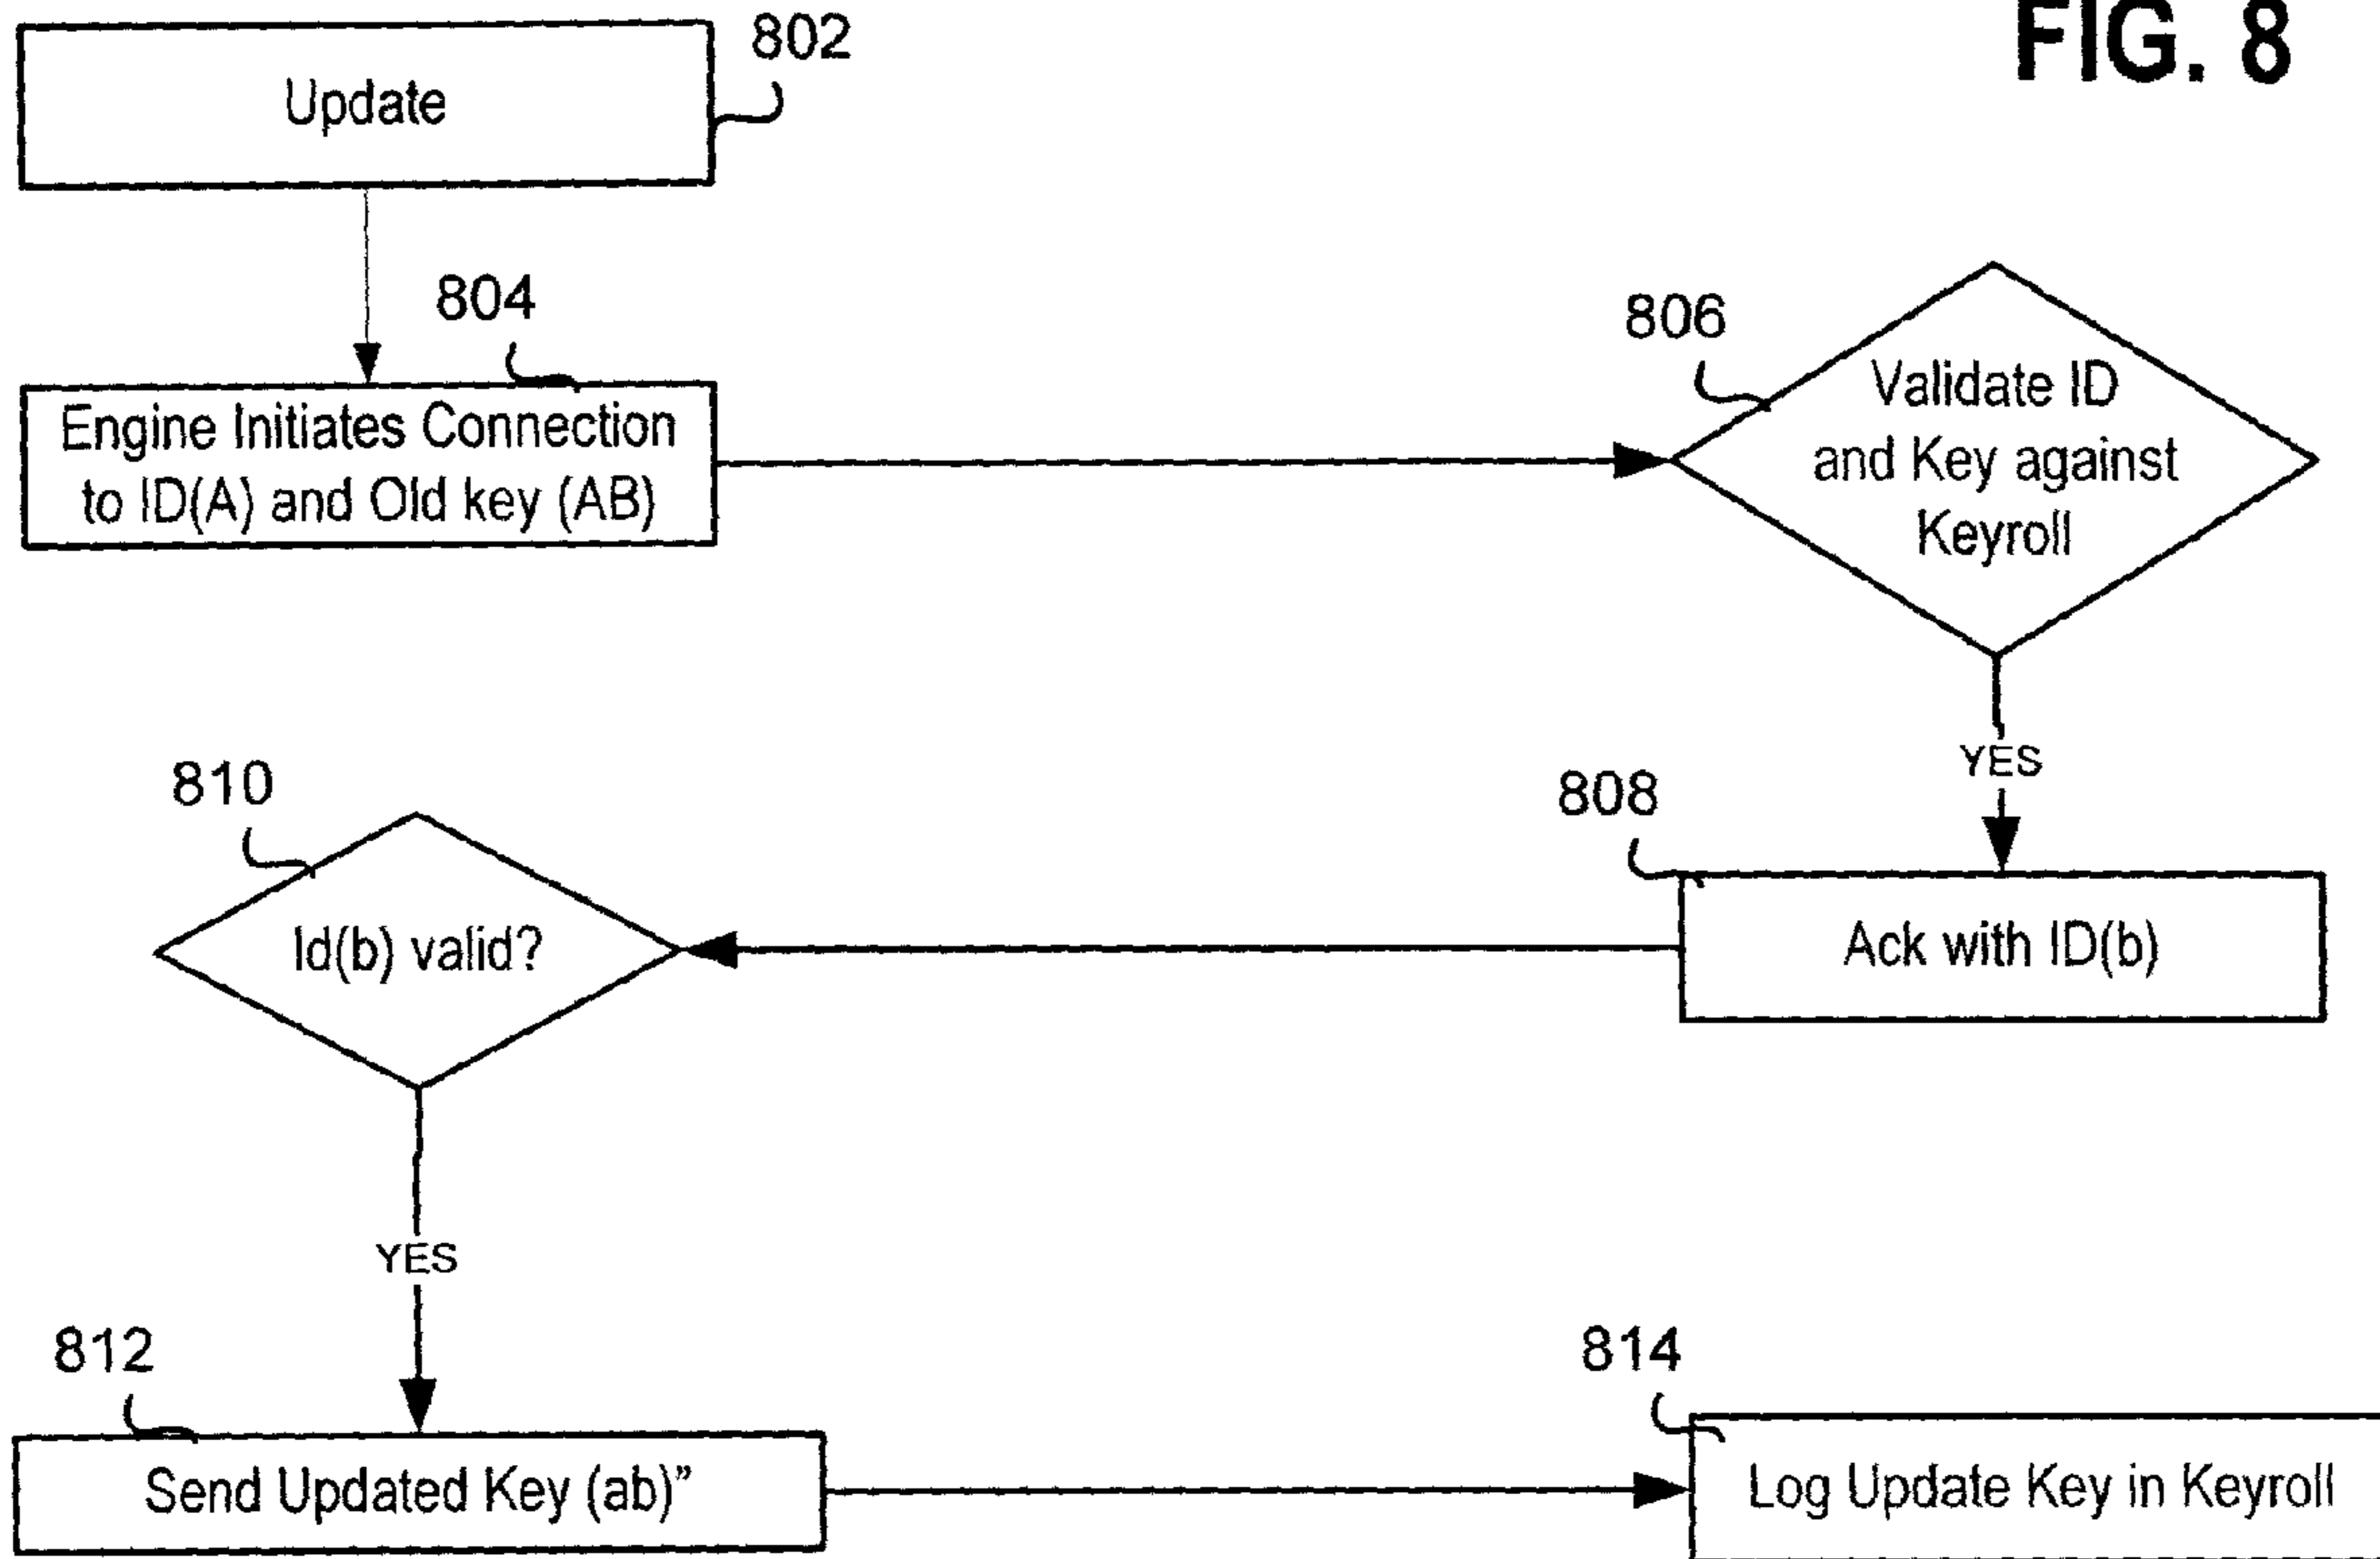 FIG. 8
802
Update
804
Engine Initiates Connection
to ID(A) and Old key (AB)
806
Validate ID
and Key against
Keyroll
YES
808
Ack with ID(b)
810
Id(b) valid?
YES
812
Send Updated Key (ab)”
814
Log Update Key in Keyroll